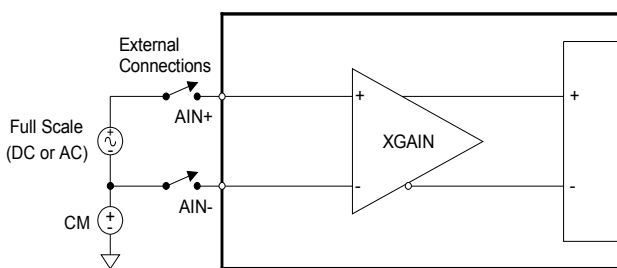 External
Connections
AIN+
Full Scale
(DC or AC)
+
-
AIN-
CM
+
-
+
-
XGAIN
+
-